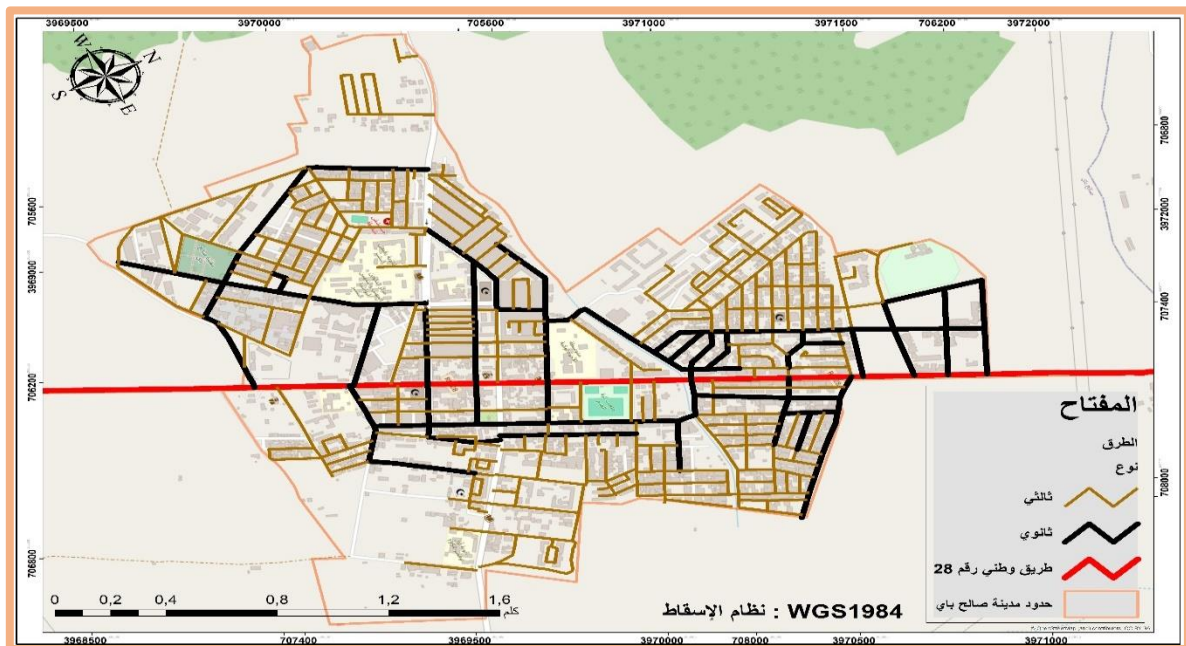 3969500 3970000 705600 3971000 3971500 706200 3972000
N
W
S
E
706800
705600
3972000
3969000
707400
706200
المفتاح
الطرق
نوع
ثالثي
ثانوي
طريق وطني رقم 28
حدود مدينة صالح باي
708000
706800
0 0,2 0,4 0,8 1,2 1,6
كلم
نظام الإسقاط : WGS1984
3968500 707400 3969500 3970000 708000 3970500 3971000